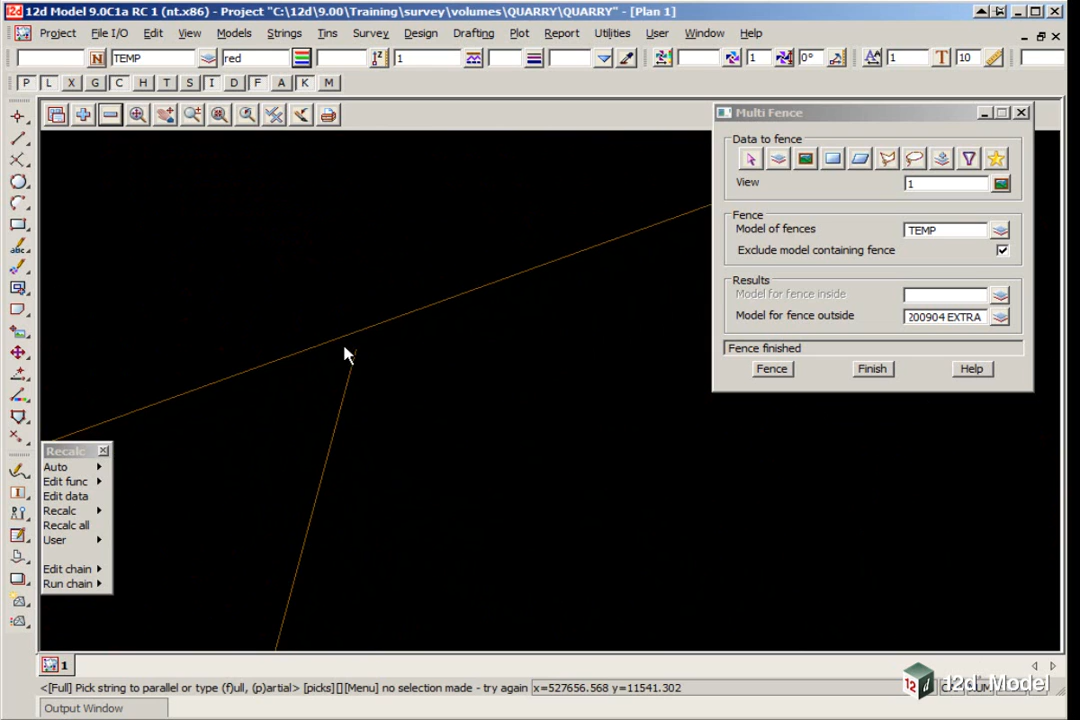 12d Model 9.0C1a RC 1 (nt.x86) - Project "C:\12d\9.00\Training\survey\volumes\QUARRY\QUARRY" - [Plan 1]
Project File I/O Edit View Models Strings Tins Survey Design Drafting Plot Report Utilities User Window Help
N TEMP red 1 1 0° 1 T 10
P L X G C H T S I D F A K M
Multi Fence
Data to fence
View 1
Fence
Model of fences TEMP
Exclude model containing fence
Results
Model for fence inside
Model for fence outside 200904 EXTRA
Fence finished
Fence Finish Help
Recalc
Auto
Edit func
Edit data
Recalc
Recalc all
User
Edit chain
Run chain
1
<[Full] Pick string to parallel or type (f)ull, (p)artial> [picks][][Menu] no selection made - try again x=527656.568 y=11541.302
12d Model
Output Window